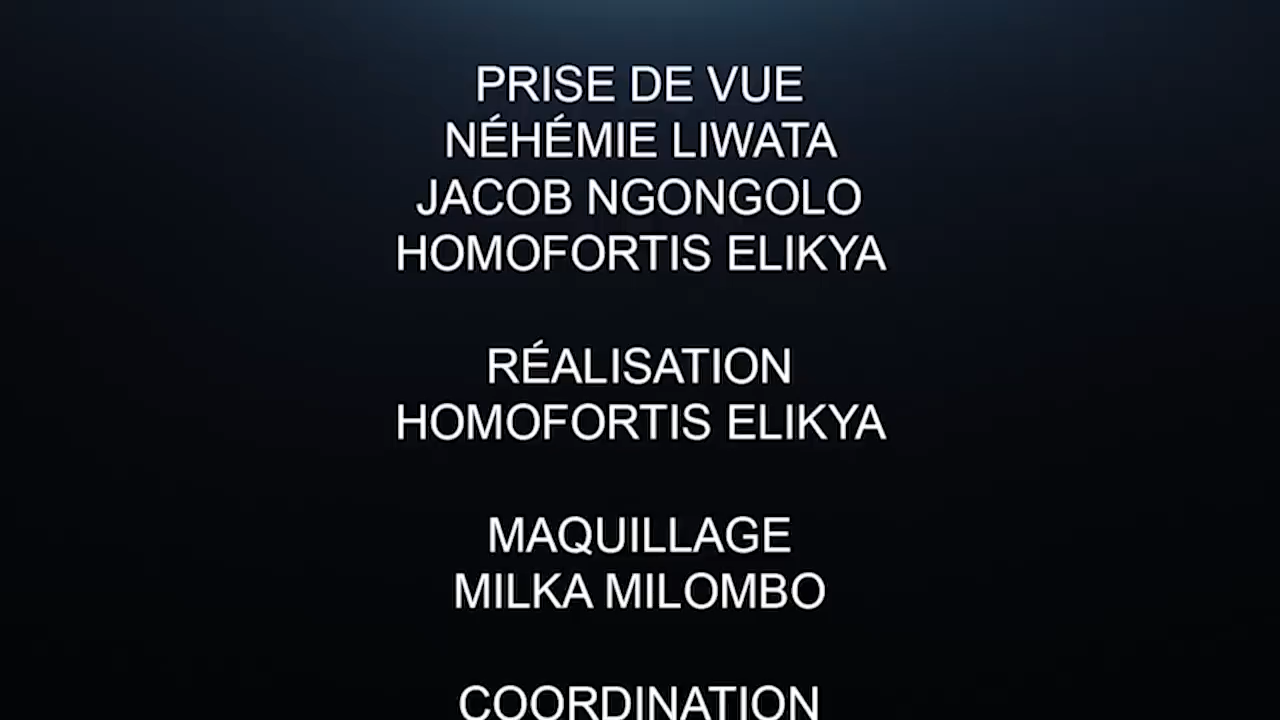 PRISE DE VUE
NÉHÉMIE LIWATA
JACOB NGONGOLO
HOMOFORTIS ELIKYA
RÉALISATION
HOMOFORTIS ELIKYA
MAQUILLAGE
MILKA MILOMBO
COORDINATION